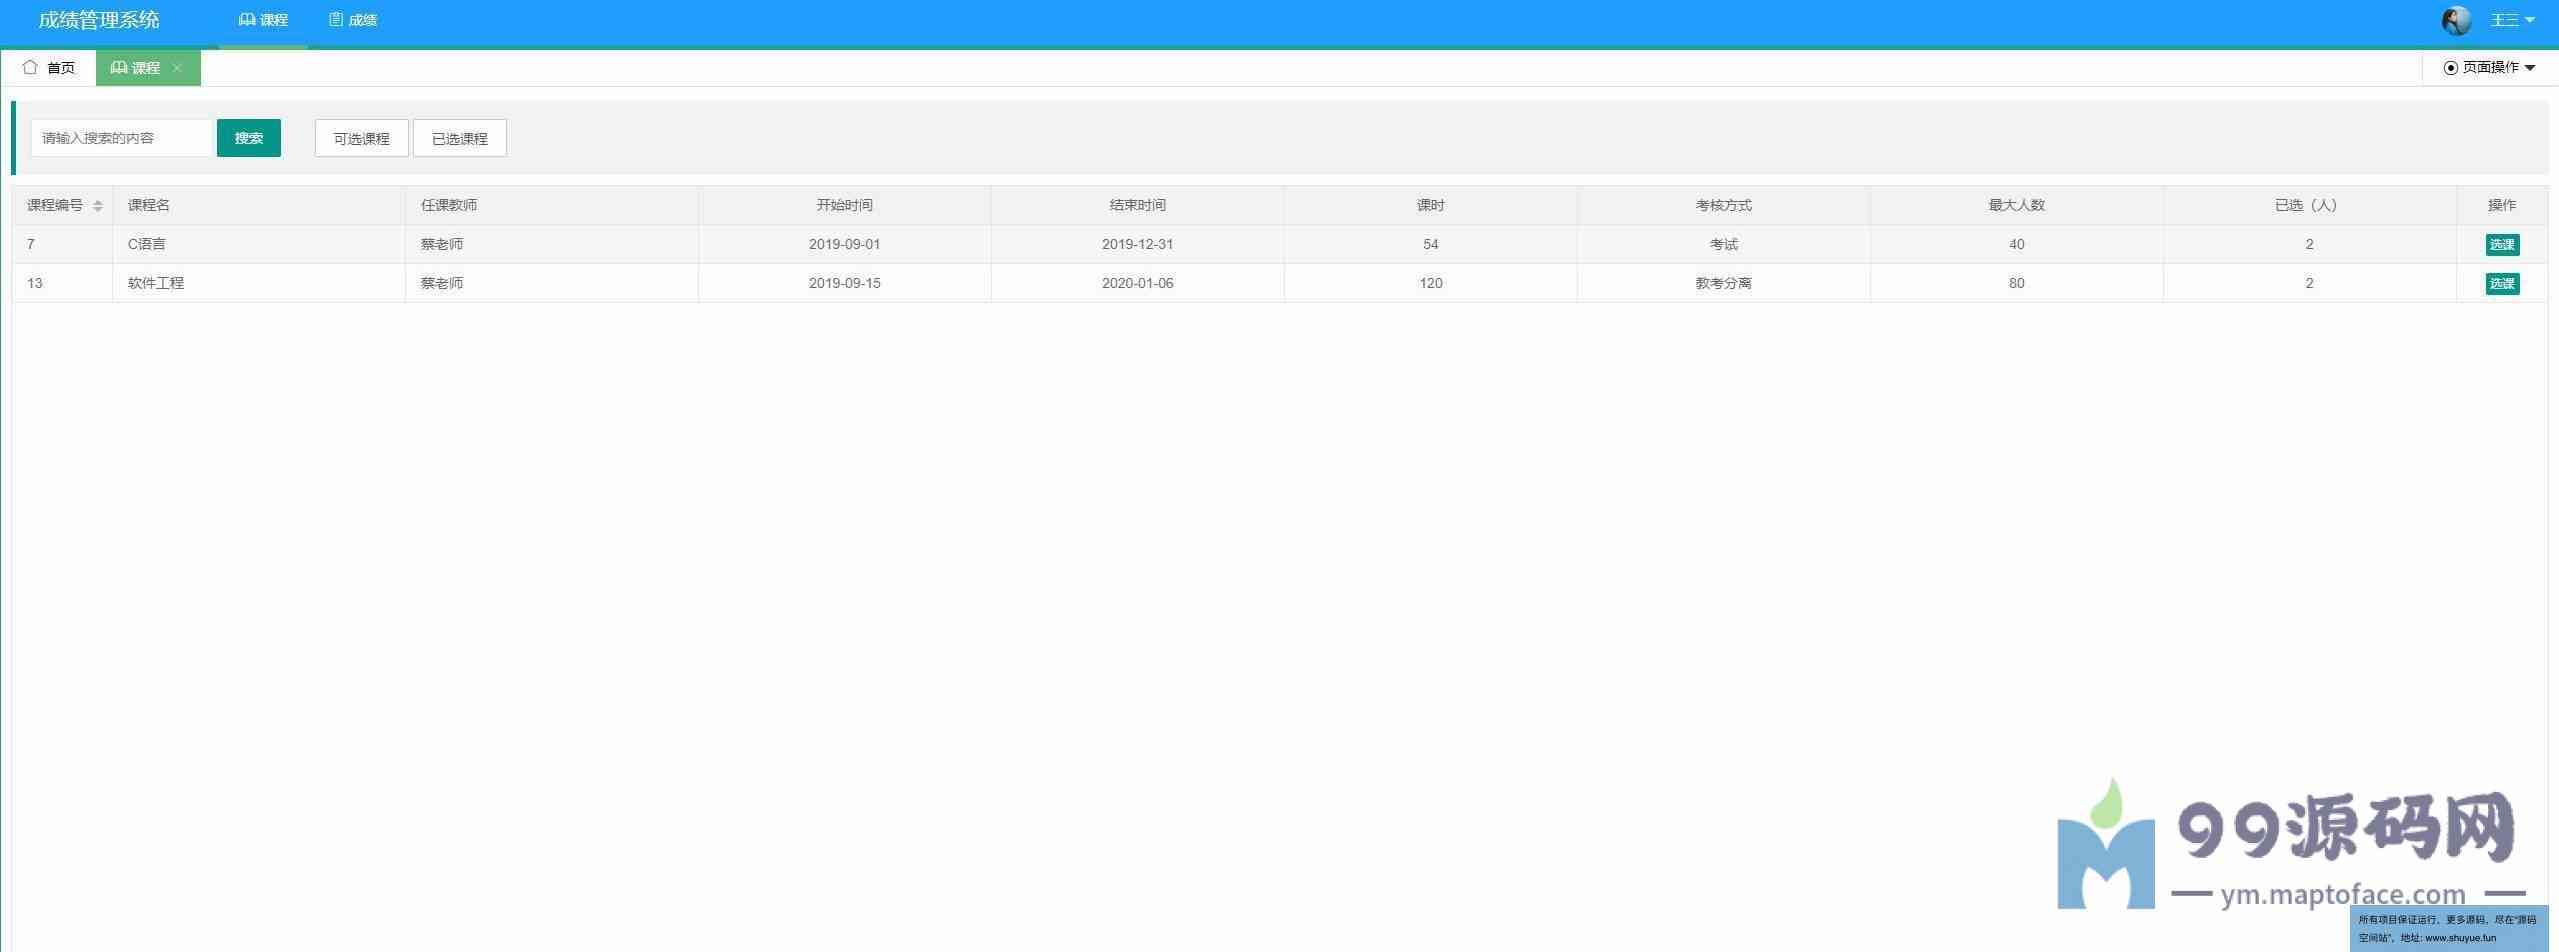 成绩管理系统 课程 成绩 王三
首页 课程 页面操作
请输入搜索的内容 搜索 可选课程 已选课程
课程编号 课程名 任课教师 开始时间 结束时间 课时 考核方式 最大人数 已选（人） 操作
7 C语言 蔡老师 2019-09-01 2019-12-31 54 考试 40 2 选课
13 软件工程 蔡老师 2019-09-15 2020-01-06 120 教考分离 80 2 选课
99源码网
ym.maptoface.com
所有项目保证运行，更多源码，尽在"源码
空间站"，地址: www.shuyue.fun